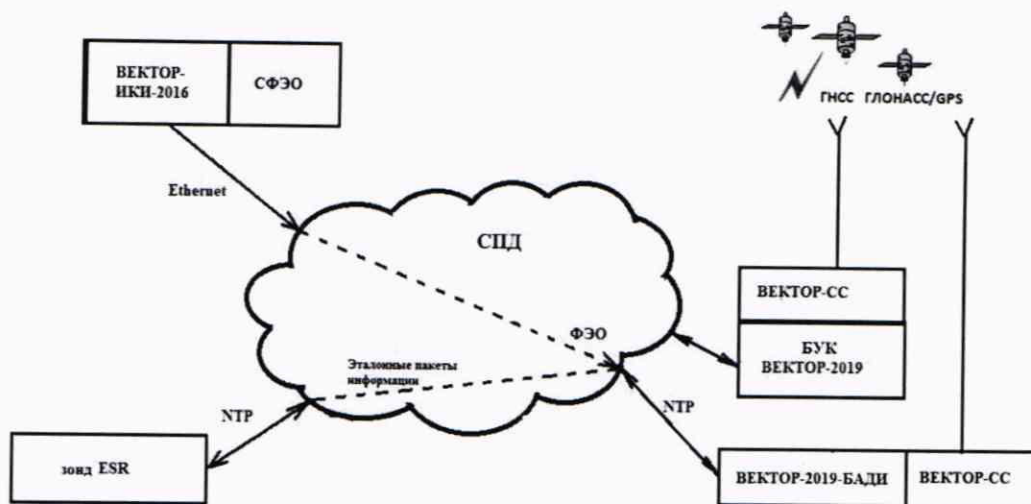 ВЕКТОР-
ИКИ-2016
СФЭО
ГНСС ГЛОНАСС/GPS
Ethernet
СПД
ВЕКТОР-СС
БУК
ВЕКТОР-2019
ФЭО
Эталонные пакеты
информации
NTP
NTP
зонд ESR
ВЕКТОР-2019-БАДИ
ВЕКТОР-СС